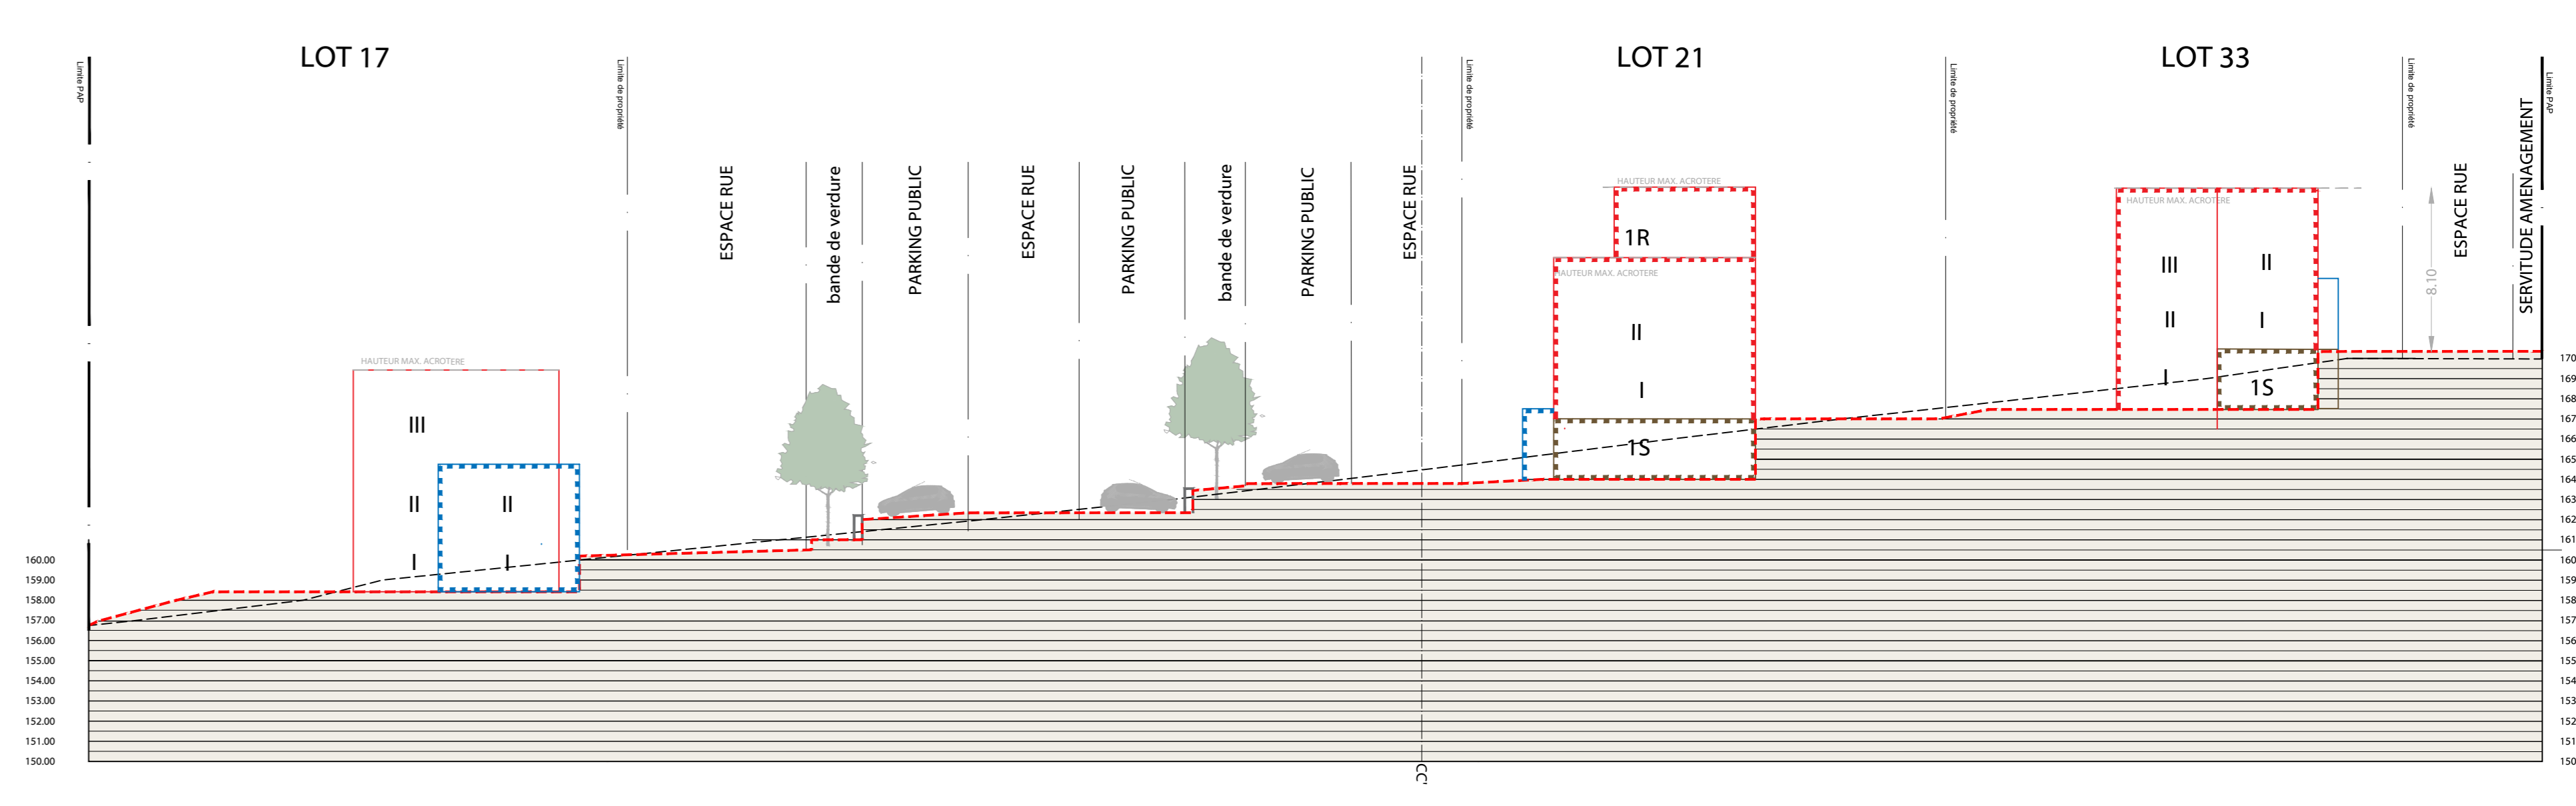 LOT 17
LOT 21
LOT 33
Limite PAP
Limite de propriété
Limite de propriété
Limite de propriété
Limite de propriété
Limite PAP
ESPACE RUE
bande de verdure
PARKING PUBLIC
ESPACE RUE
PARKING PUBLIC
bande de verdure
PARKING PUBLIC
ESPACE RUE
ESPACE RUE
SERVITUDE AMENAGEMENT
HAUTEUR MAX. ACROTERE
III
II
I
II
I
HAUTEUR MAX. ACROTERE
1R
HAUTEUR MAX. ACROTERE
II
I
1S
HAUTEUR MAX. ACROTERE
III
II
I
II
I
1S
8.10
160.00
159.00
158.00
157.00
156.00
155.00
154.00
153.00
152.00
151.00
150.00
170
169
168
167
166
165
164
163
162
161
160
159
158
157
156
155
154
153
152
151
150
CC'